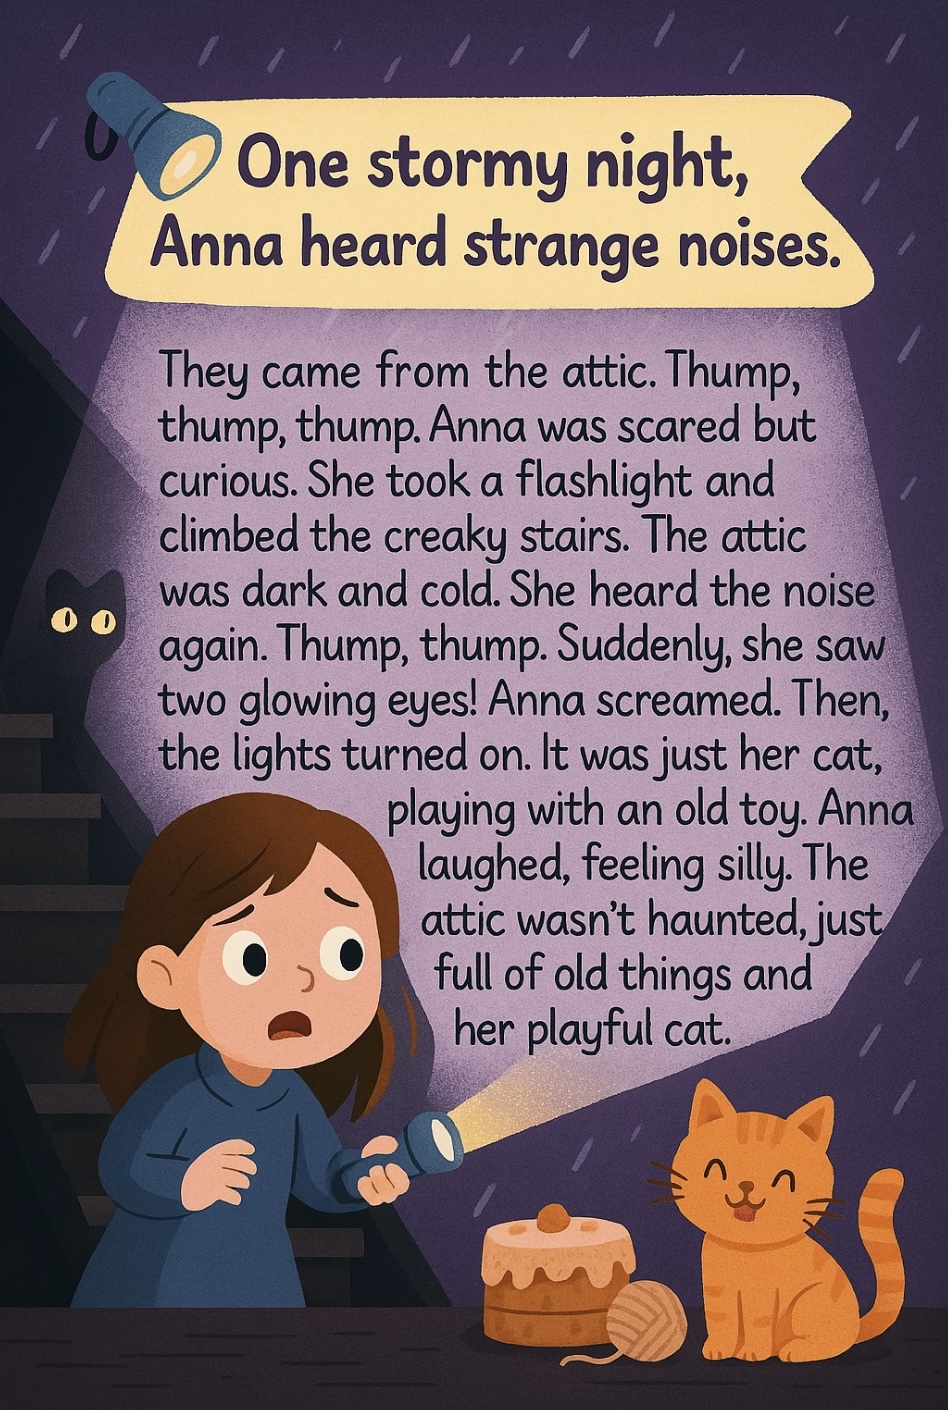 One stormy night,
Anna heard strange noises.
They came from the attic. Thump,
thump, thump. Anna was scared but
curious. She took a flashlight and
climbed the creaky stairs. The attic
was dark and cold. She heard the noise
again. Thump, thump. Suddenly, she saw
two glowing eyes! Anna screamed. Then,
the lights turned on. It was just her cat,
playing with an old toy. Anna
laughed, feeling silly. The
attic wasn't haunted, just
full of old things and
her playful cat.